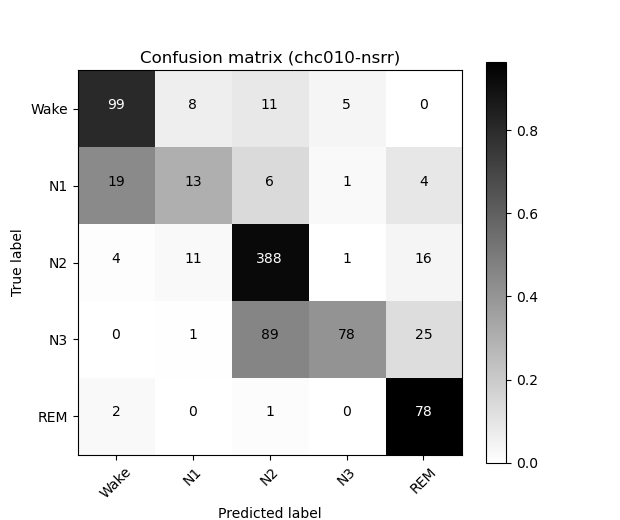 Confusion matrix (chc010-nsrr)
Wake 99 8 11 5 0
N1 19 13 6 1 4
N2 4 11 388 1 16
N3 0 1 89 78 25
REM 2 0 1 0 78
Wake N1 N2 N3 REM
Predicted label
True label
0.8
0.6
0.4
0.2
0.0